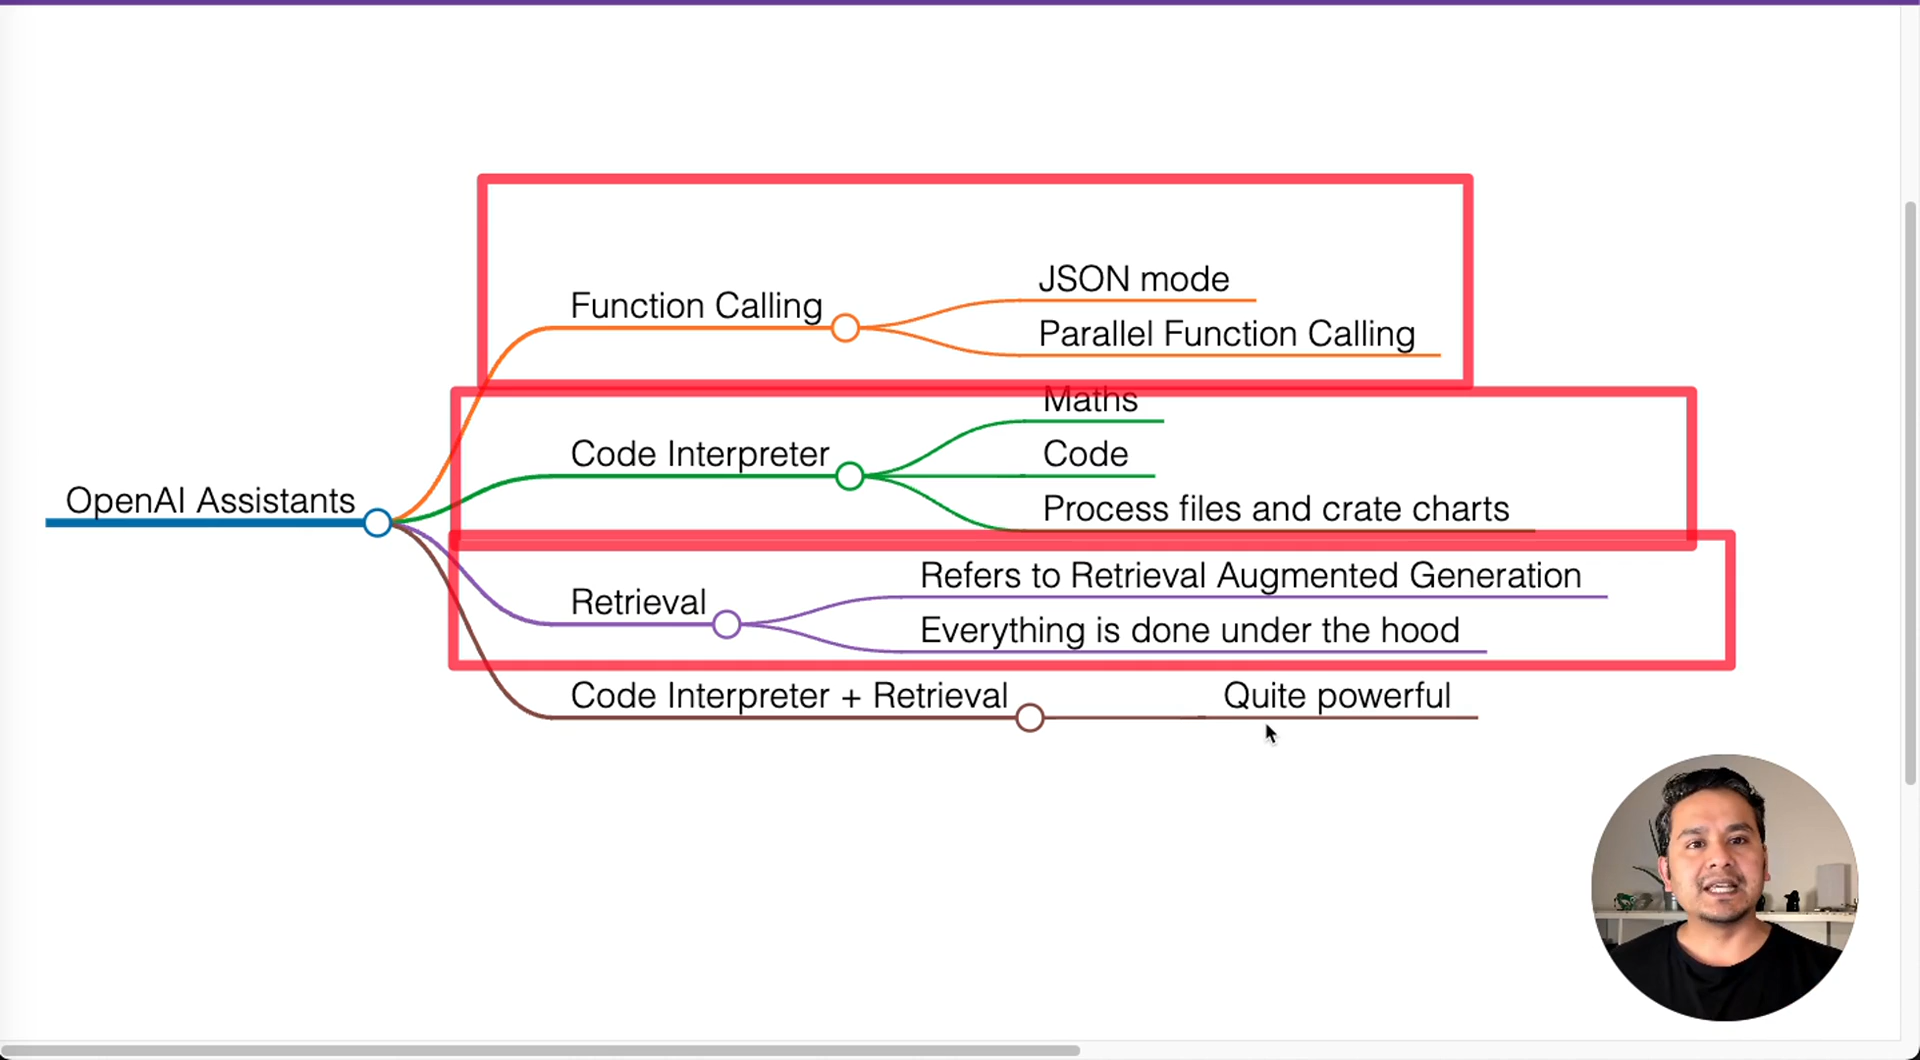 JSON mode
Function Calling
Parallel Function Calling
Maths
Code Interpreter
Code
OpenAI Assistants
Process files and crate charts
Refers to Retrieval Augmented Generation
Retrieval
Everything is done under the hood
Code Interpreter + Retrieval
Quite powerful